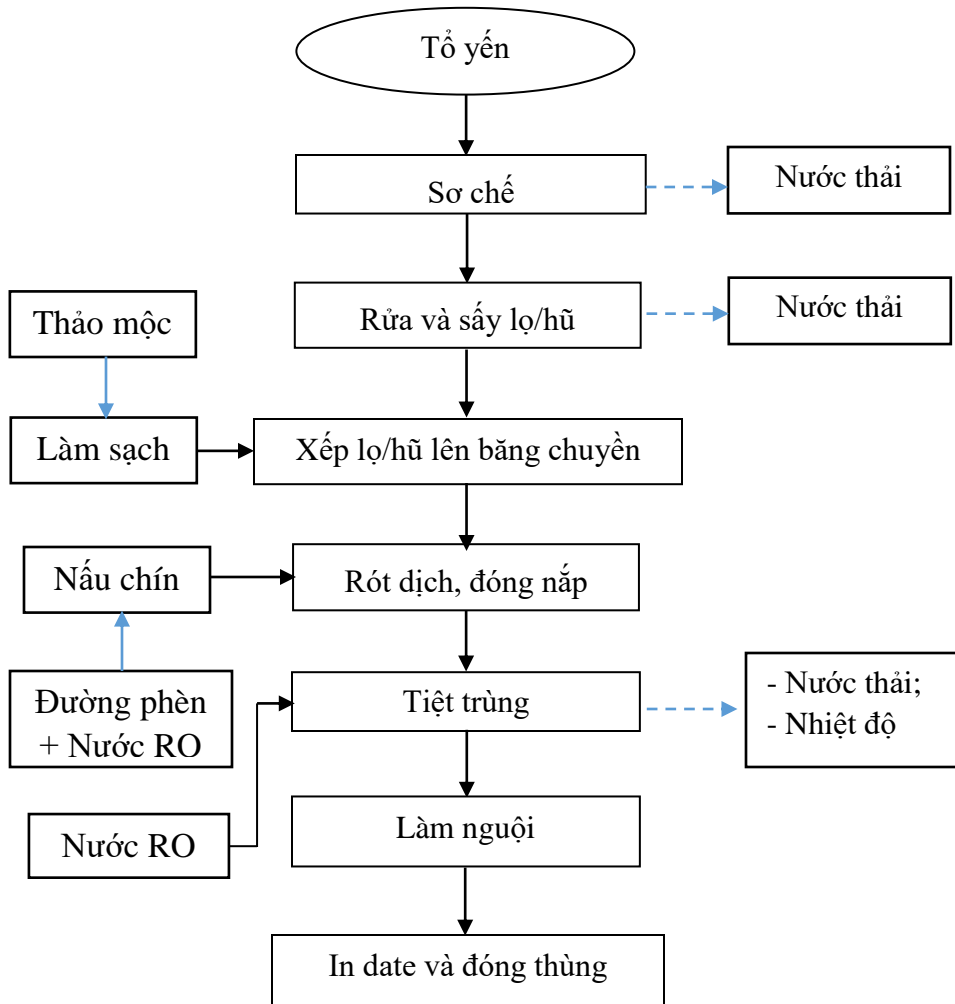 Tổ yến
Sơ chế
Nước thải
Rửa và sấy lọ/hũ
Nước thải
Thảo mộc
Làm sạch
Xếp lọ/hũ lên băng chuyền
Nấu chín
Rót dịch, đóng nắp
Đường phèn
+ Nước RO
Tiệt trùng
- Nước thải;
- Nhiệt độ
Nước RO
Làm nguội
In date và đóng thùng